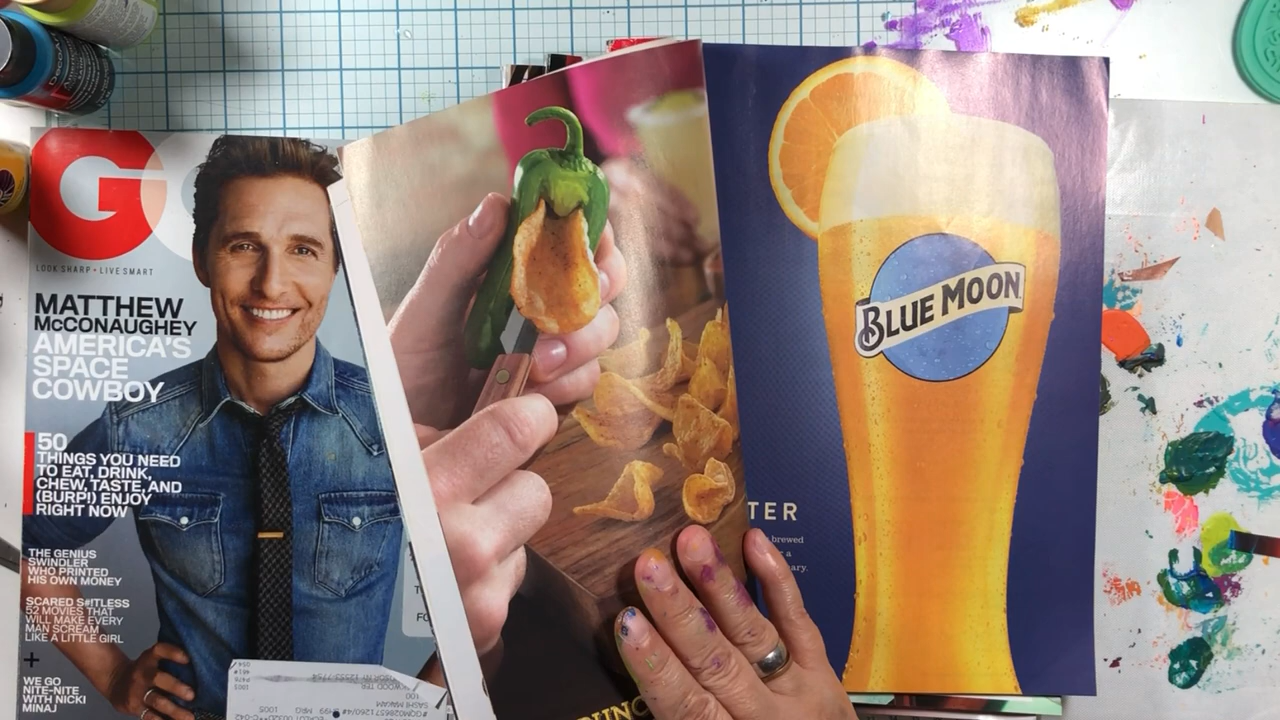 GQ
LOOK SHARP + LIVE SMART
MATTHEW
McCONAUGHEY
AMERICA'S
SPACE
COWBOY
50
THINGS YOU NEED
TO EAT, DRINK,
CHEW, TASTE, AND
(BURP!) ENJOY
RIGHT NOW
THE GENIUS
SWINDLER
WHO PRINTED
HIS OWN MONEY
SCARED S#!TLESS
52 MOVIES THAT
WILL MAKE EVERY
MAN SCREAM
LIKE A LITTLE GIRL
+
WE GO
NITE-NITE
WITH NICKI
MINAJ
BLUE MOON
TER
brewed